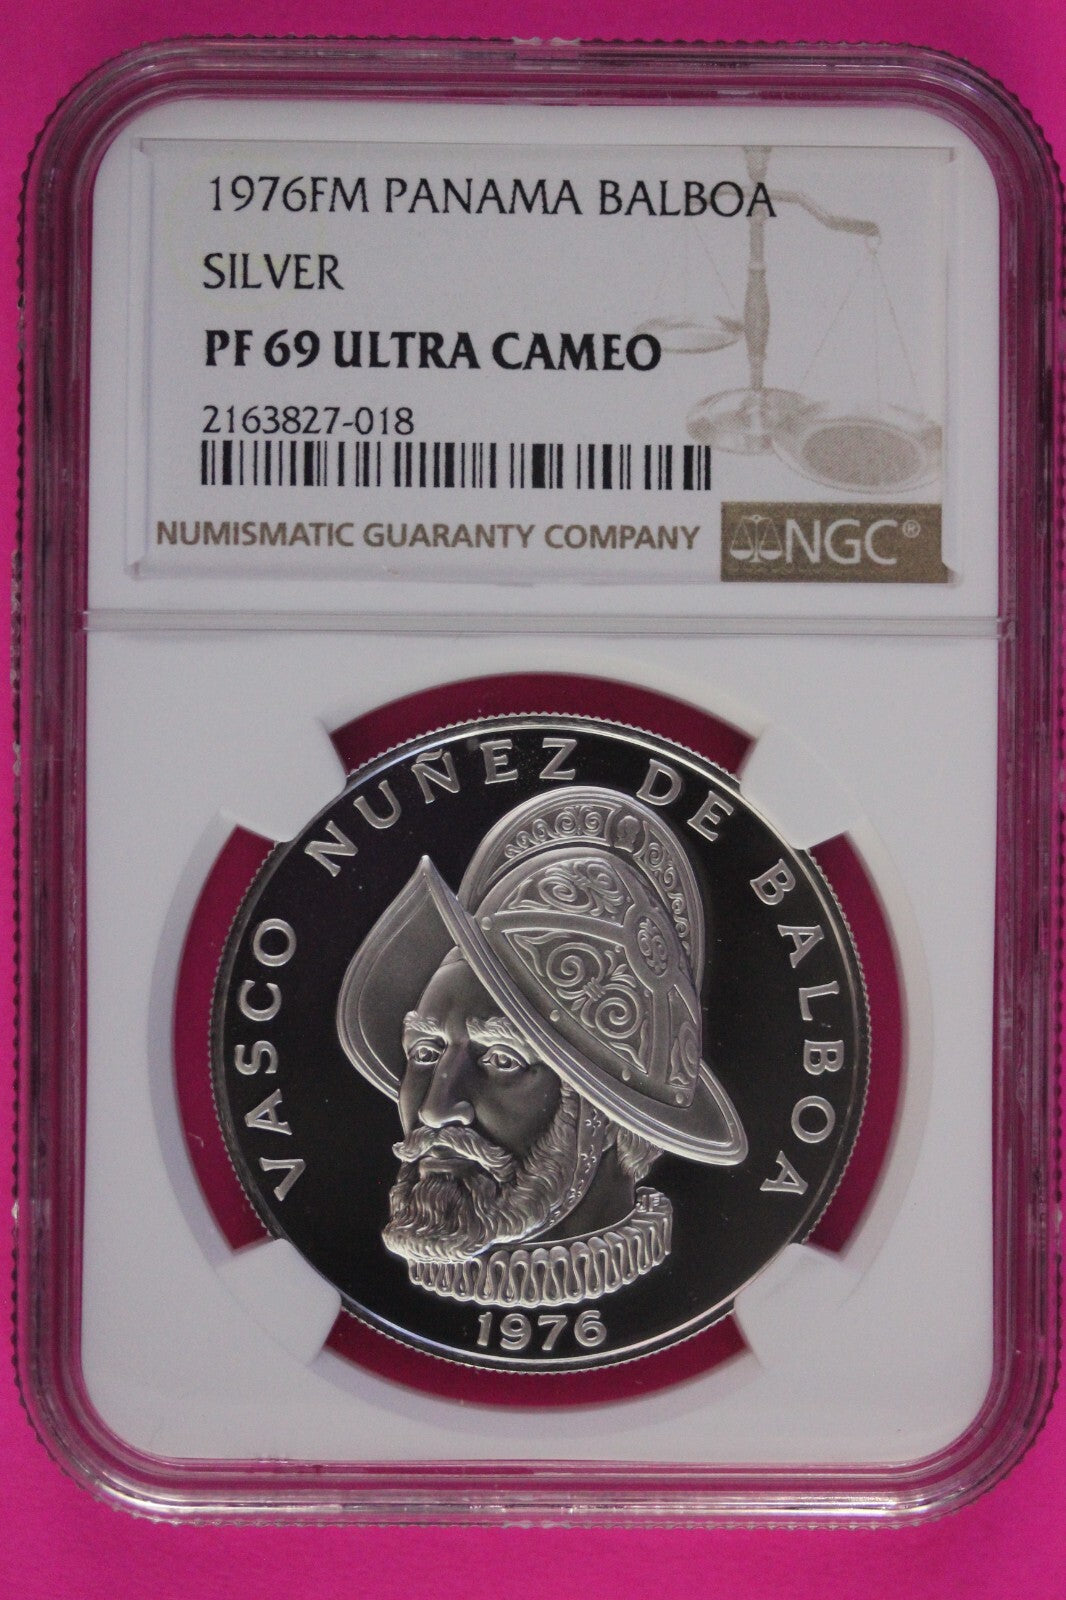 1976FM PANAMA BALBOA
SILVER
PF 69 ULTRA CAMEO
2163827-018
NUMISMATIC GUARANTY COMPANY
NGC®
VASCO NUÑEZ DE BALBOA
1976